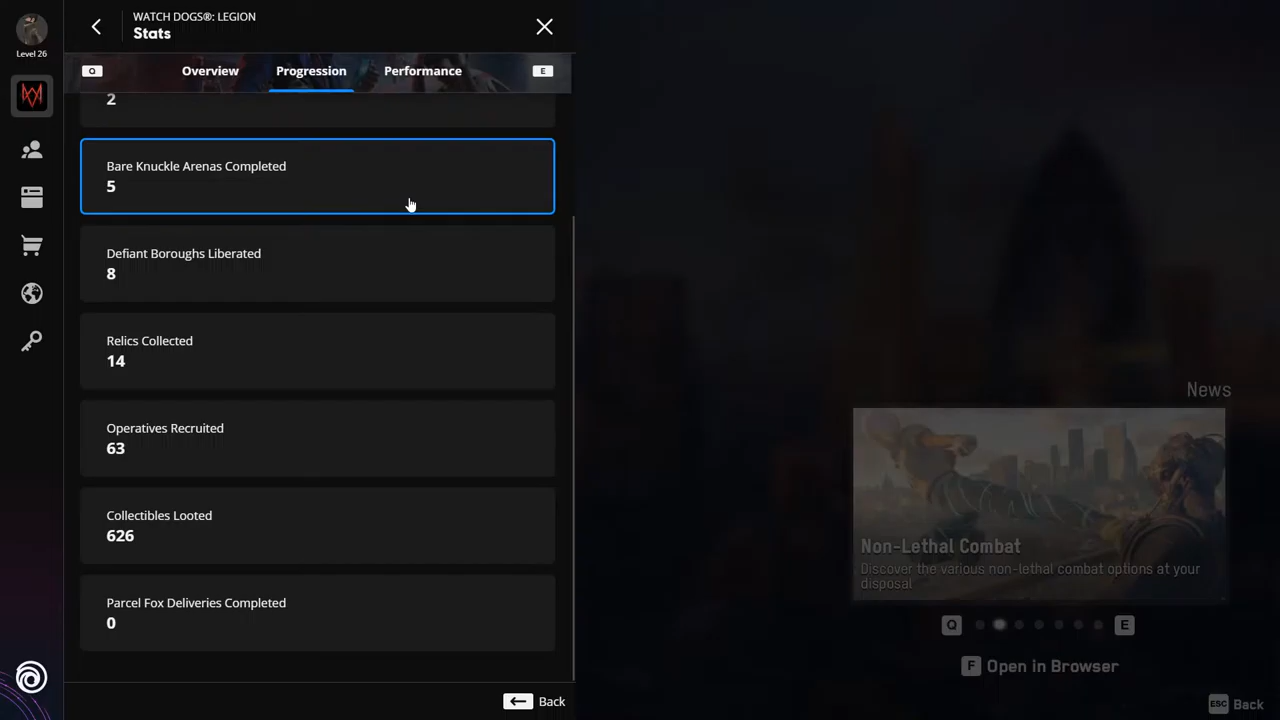 WATCH DOGS®: LEGION
Stats
Level 26
Q
Overview
Progression
Performance
E
2
Bare Knuckle Arenas Completed
5
Defiant Boroughs Liberated
8
Relics Collected
14
Operatives Recruited
63
Collectibles Looted
626
Parcel Fox Deliveries Completed
0
Back
News
Non-Lethal Combat
Discover the various non-lethal combat options at your
disposal
Q
E
F Open in Browser
ESC Back